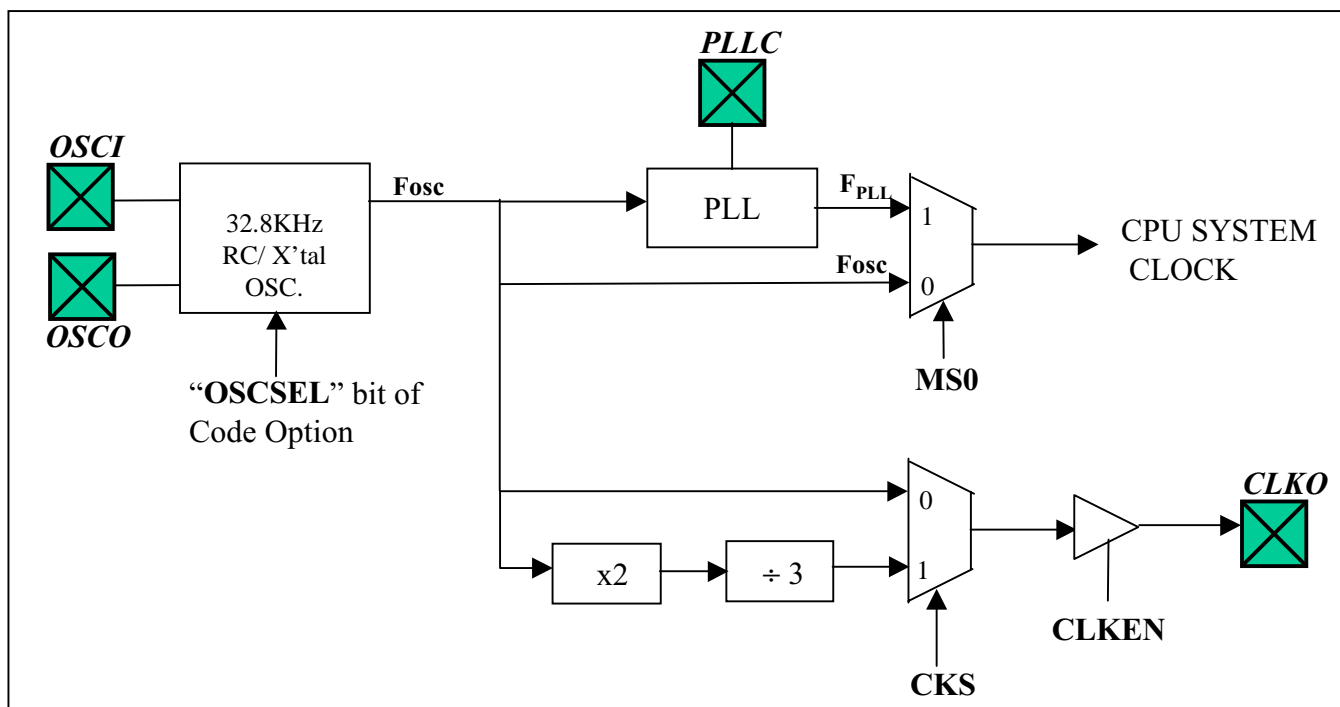 PLLC
OSCI
Fosc
F_PLL
32.8KHz
RC/ X’tal
OSC.
PLL
1
CPU SYSTEM
CLOCK
Fosc
0
OSCO
MS0
“OSCSEL” bit of
Code Option
0
CLKO
x2
÷ 3
1
CLKEN
CKS